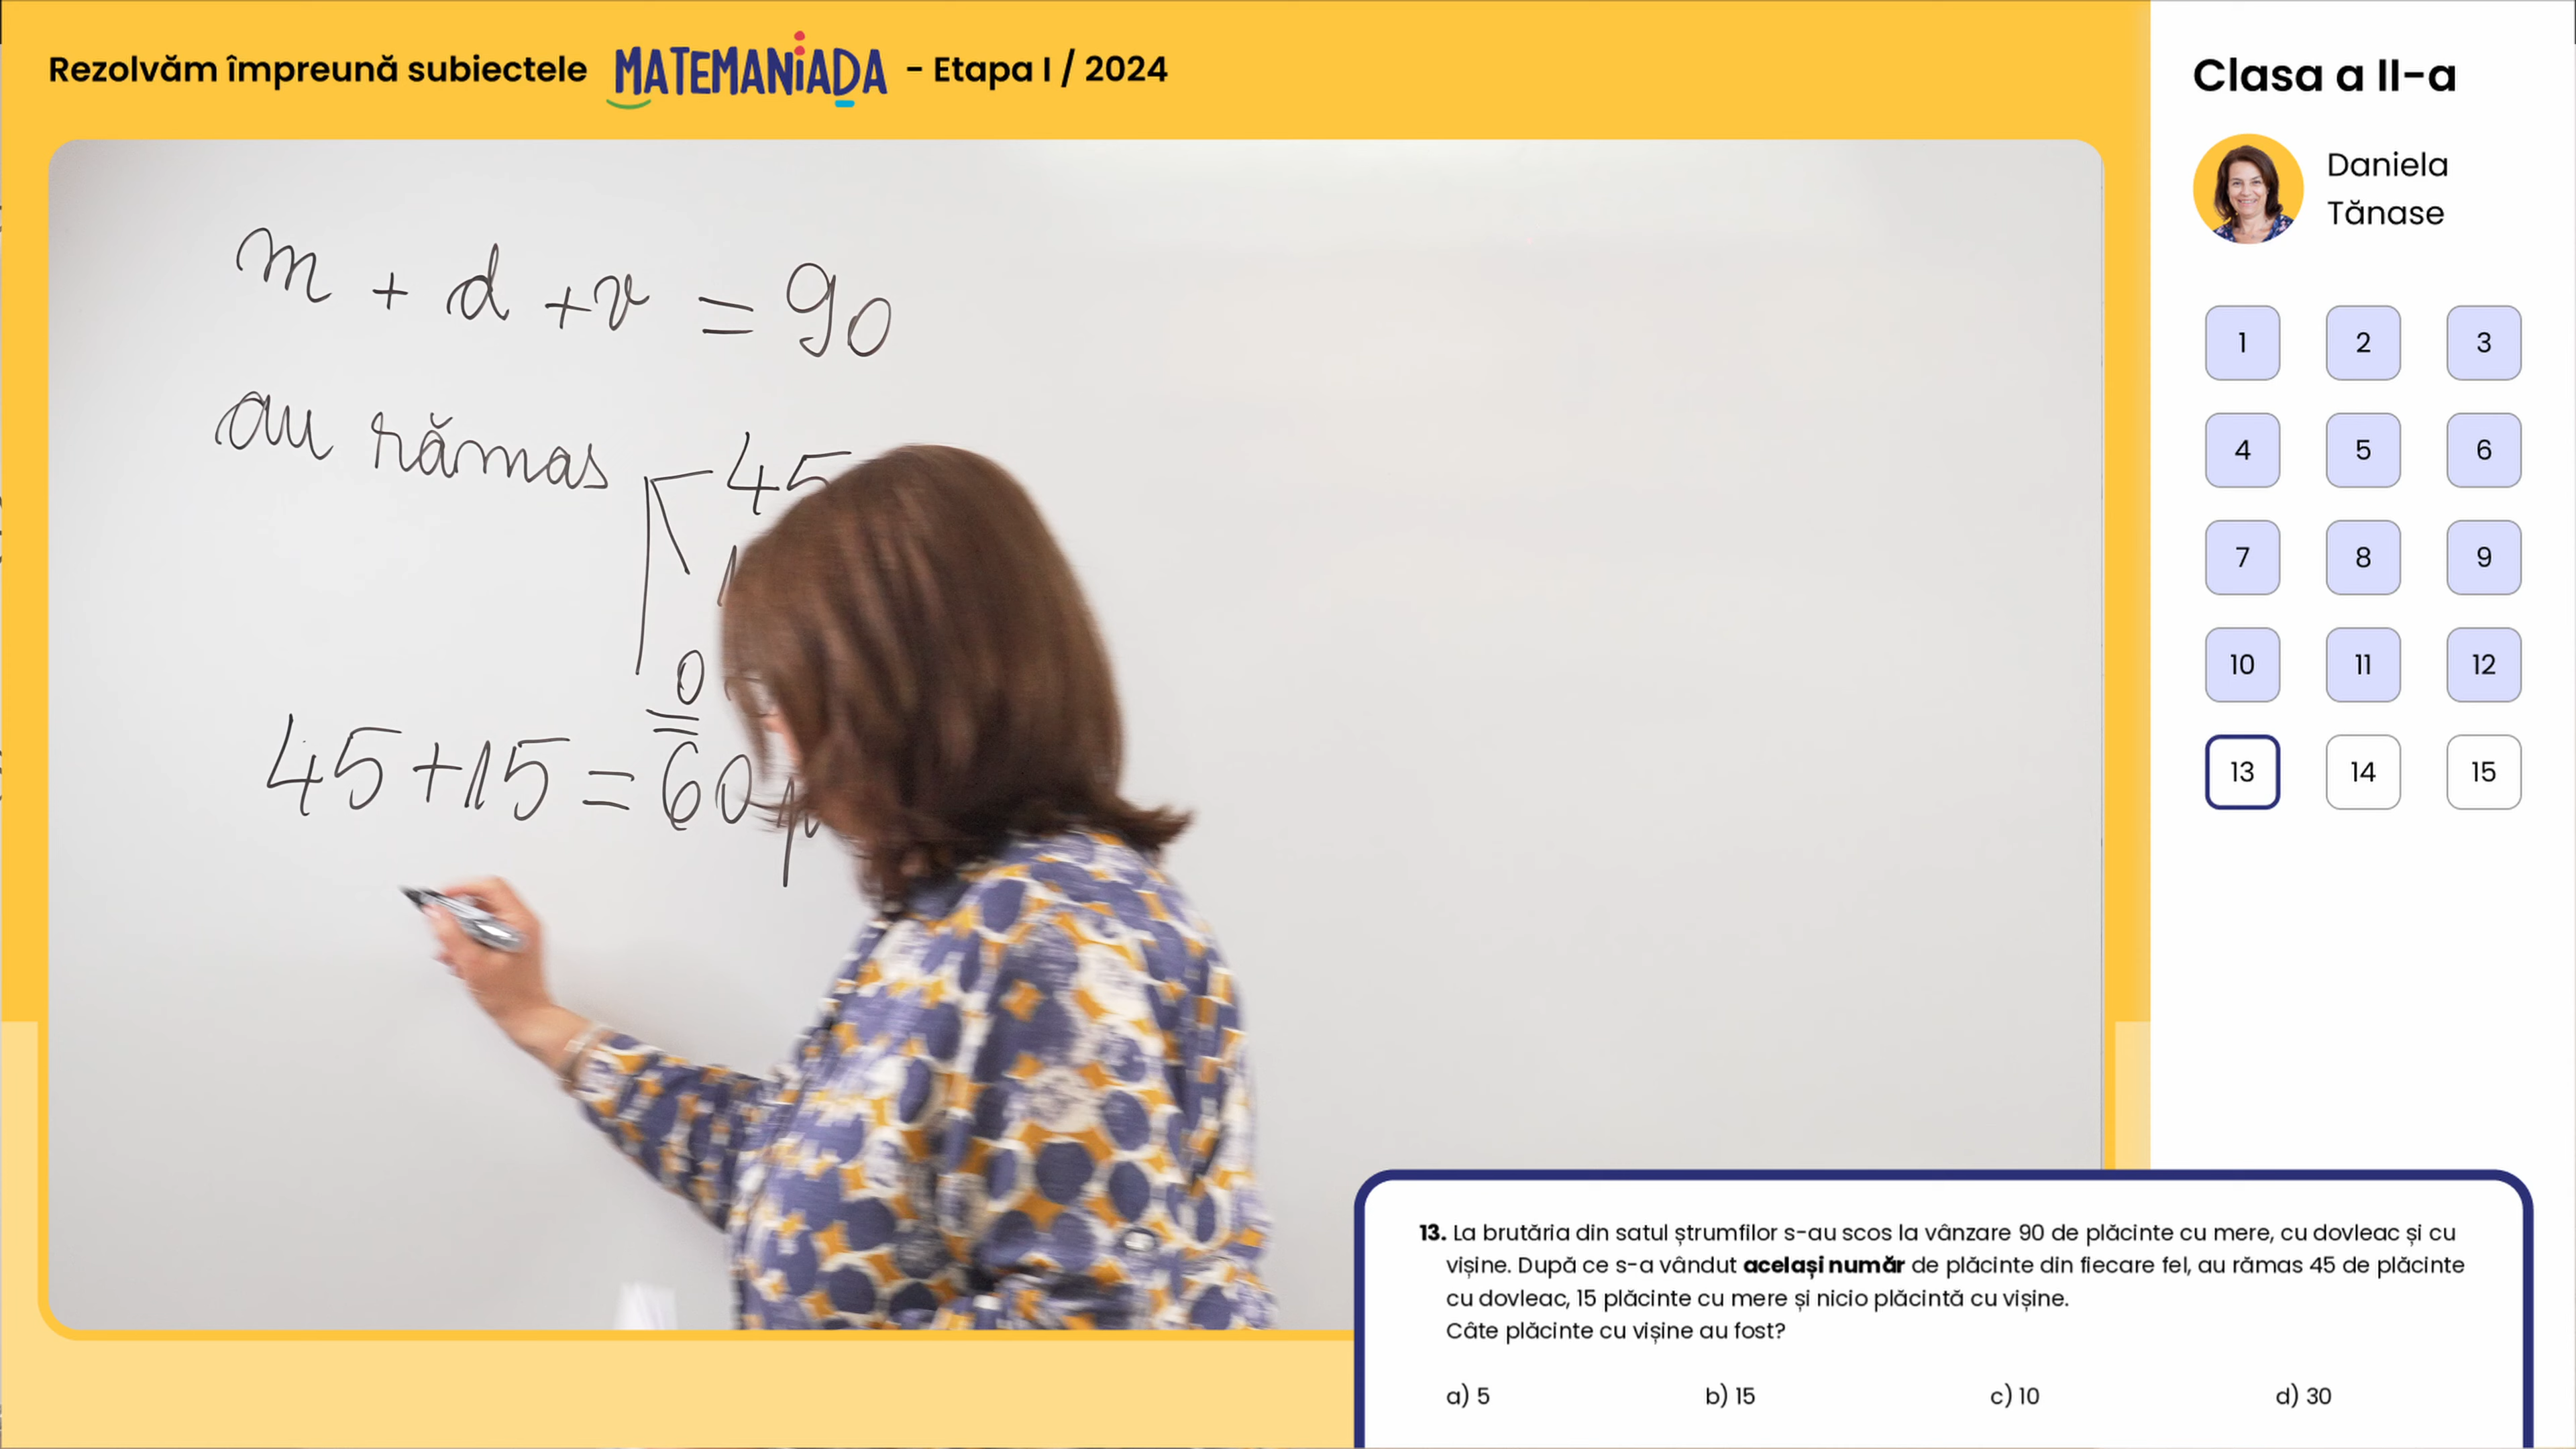 Rezolvăm împreună subiectele MATEMANiADA - Etapa I / 2024
m + d + v = 90
au rămas 45
0
45+15=60 p
Clasa a II-a
Daniela
Tănase
1 2 3
4 5 6
7 8 9
10 11 12
13 14 15
13. La brutăria din satul ștrumfilor s-au scos la vânzare 90 de plăcinte cu mere, cu dovleac și cu
vișine. După ce s-a vândut același număr de plăcinte din fiecare fel, au rămas 45 de plăcinte
cu dovleac, 15 plăcinte cu mere și nicio plăcintă cu vișine.
Câte plăcinte cu vișine au fost?
a) 5 b) 15 c) 10 d) 30